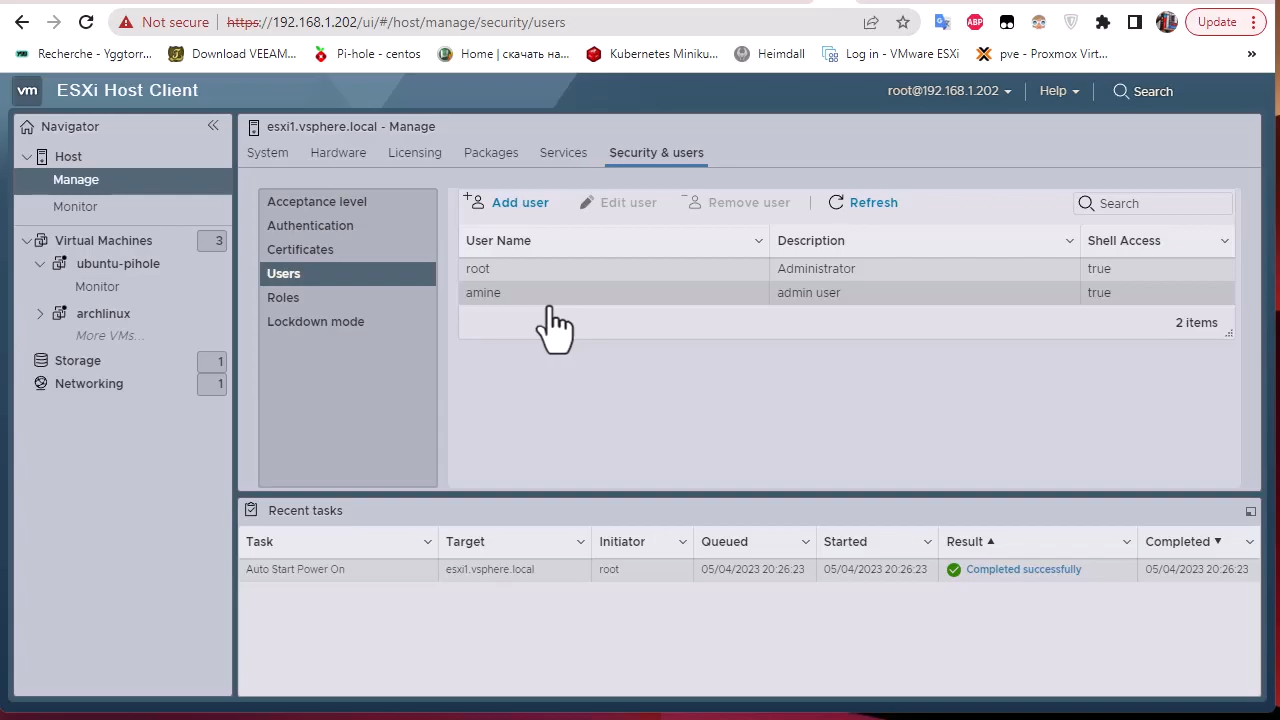 Not secure https://192.168.1.202/ui/#/host/manage/security/users ABP Update
Recherche - Yggtorr... Download VEEAM... Pi-hole - centos Home | скачать на... Kubernetes Miniku... Heimdall Log in - VMware ESXi pve - Proxmox Virt... »
vm ESXi Host Client root@192.168.1.202 Help Search
Navigator
Host
Manage
Monitor
Virtual Machines 3
ubuntu-pihole
Monitor
archlinux
More VMs...
Storage 1
Networking 1
esxi1.vsphere.local - Manage
System Hardware Licensing Packages Services Security & users
Acceptance level
Authentication
Certificates
Users
Roles
Lockdown mode
Add user Edit user Remove user | Refresh Search
User Name Description Shell Access
root Administrator true
amine admin user true
2 items
Recent tasks
Task Target Initiator Queued Started Result Completed
Auto Start Power On esxi1.vsphere.local root 05/04/2023 20:26:23 05/04/2023 20:26:23 Completed successfully 05/04/2023 20:26:23